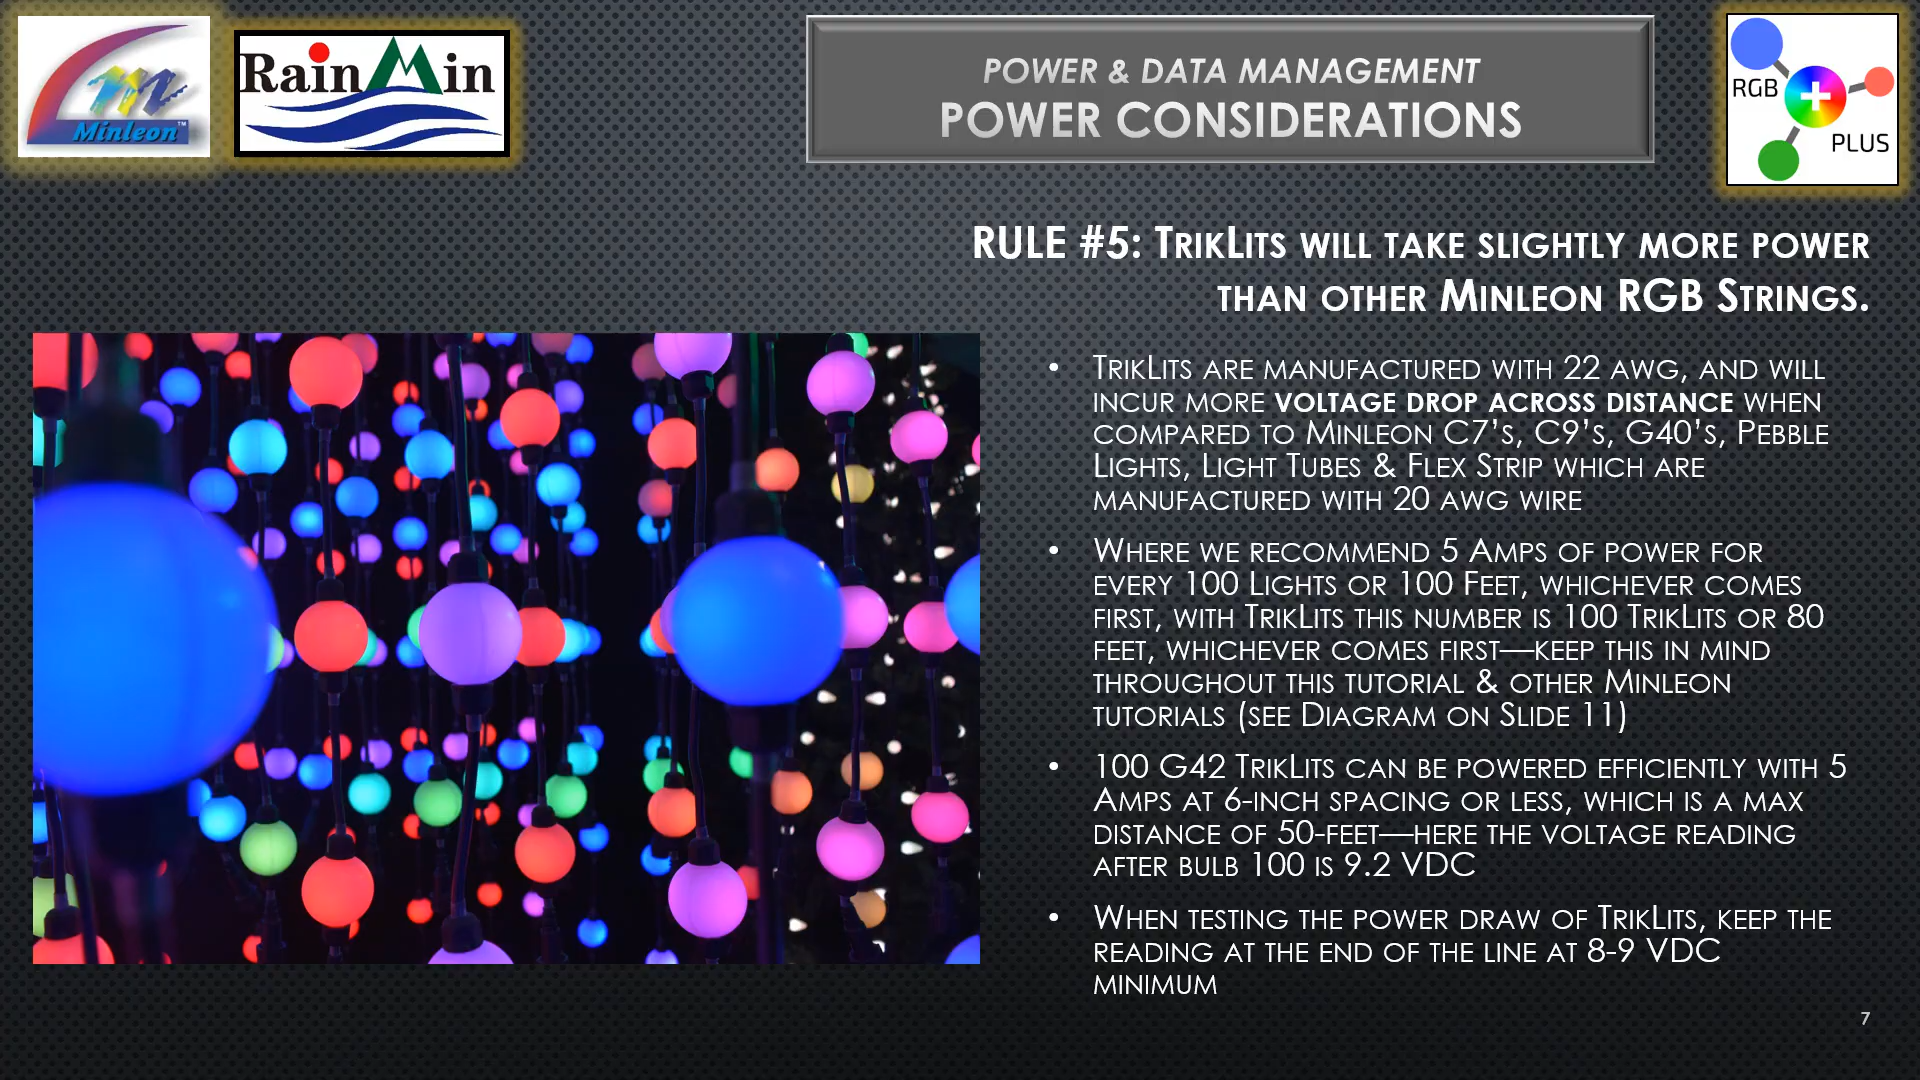 Minleon™
RainMin
POWER & DATA MANAGEMENT
POWER CONSIDERATIONS
RGB
PLUS
RULE #5: TrikLits will take slightly more power
than other Minleon RGB Strings.
• TrikLits are manufactured with 22 awg, and will
incur more voltage drop across distance when
compared to Minleon C7's, C9's, G40's, Pebble
Lights, Light Tubes & Flex Strip which are
manufactured with 20 awg wire
• Where we recommend 5 Amps of power for
every 100 Lights or 100 Feet, whichever comes
first, with TrikLits this number is 100 TrikLits or 80
feet, whichever comes first—keep this in mind
throughout this tutorial & other Minleon
tutorials (see Diagram on Slide 11)
• 100 G42 TrikLits can be powered efficiently with 5
Amps at 6-inch spacing or less, which is a max
distance of 50-feet—here the voltage reading
after bulb 100 is 9.2 VDC
• When testing the power draw of TrikLits, keep the
reading at the end of the line at 8-9 VDC
minimum
7